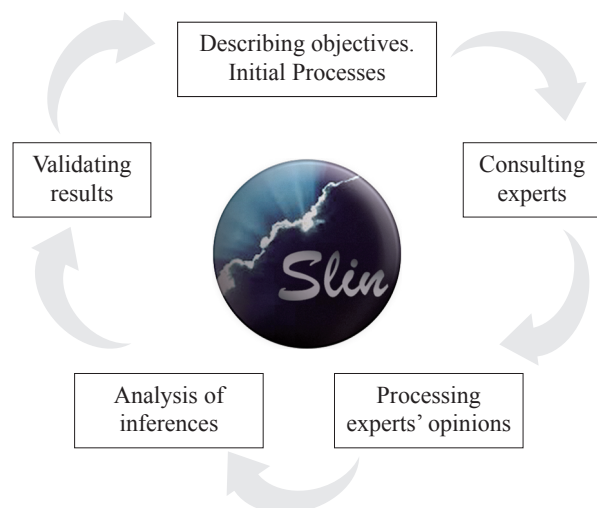 Describing objectives.
Initial Processes
Consulting
experts
Processing
experts’ opinions
Analysis of
inferences
Validating
results
Slin